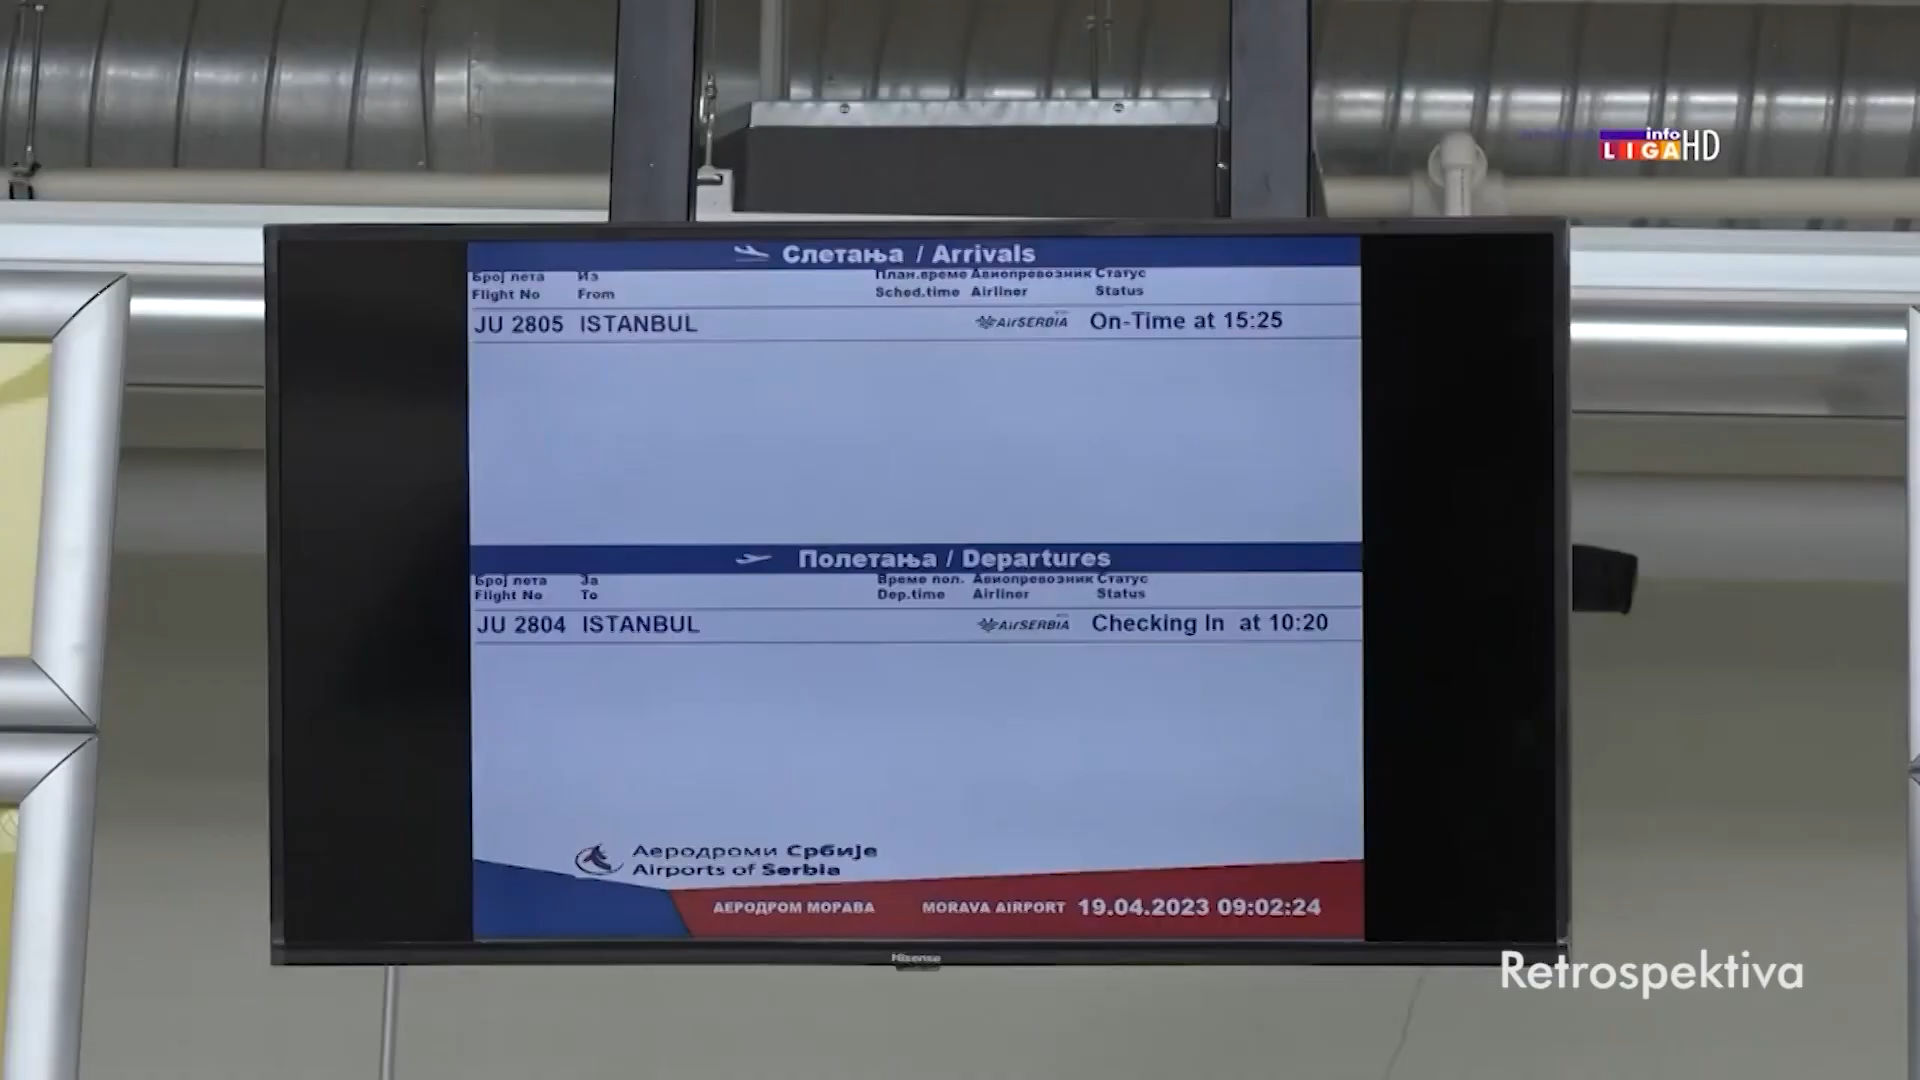 info
LIGA HD
Слетања / Arrivals
Број лета Из План.време Авиопревозник Статус
Flight No From Sched.time Airliner Status
JU 2805 ISTANBUL AirSERBIA On-Time at 15:25
Полетања / Departures
Број лета За Време пол. Авиопревозник Статус
Flight No To Dep.time Airliner Status
JU 2804 ISTANBUL AirSERBIA Checking In at 10:20
Аеродроми Србије
Airports of Serbia
АЕРОДРОМ МОРАВА MORAVA AIRPORT 19.04.2023 09:02:24
Hisense
Retrospektiva